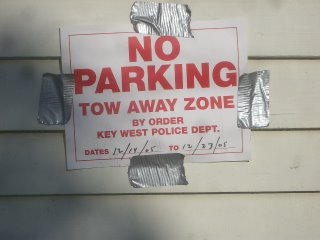 NO
PARKING
TOW AWAY ZONE
BY ORDER
KEY WEST POLICE DEPT.
DATES 12/19/05 TO 12/23/05